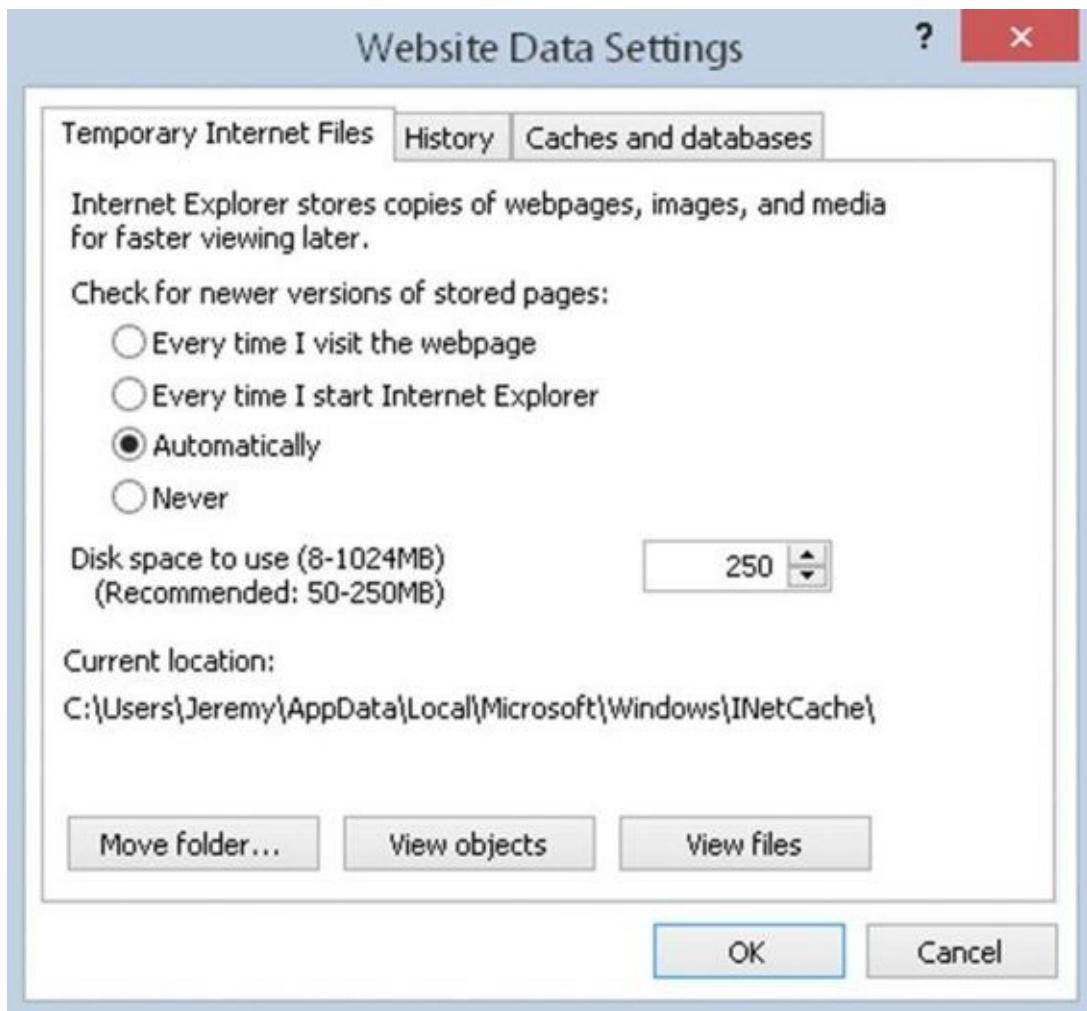 Website Data Settings
?
Temporary Internet Files
History
Caches and databases
Internet Explorer stores copies of webpages, images, and media
for faster viewing later.
Check for newer versions of stored pages:
Every time I visit the webpage
Every time I start Internet Explorer
Automatically
Never
Disk space to use (8-1024MB)
250
(Recommended: 50-250MB)
Current location:
C:\Users\Jeremy\AppData\Local\Microsoft\Windows\INetCache\
Move folder...
View objects
View files
OK
Cancel